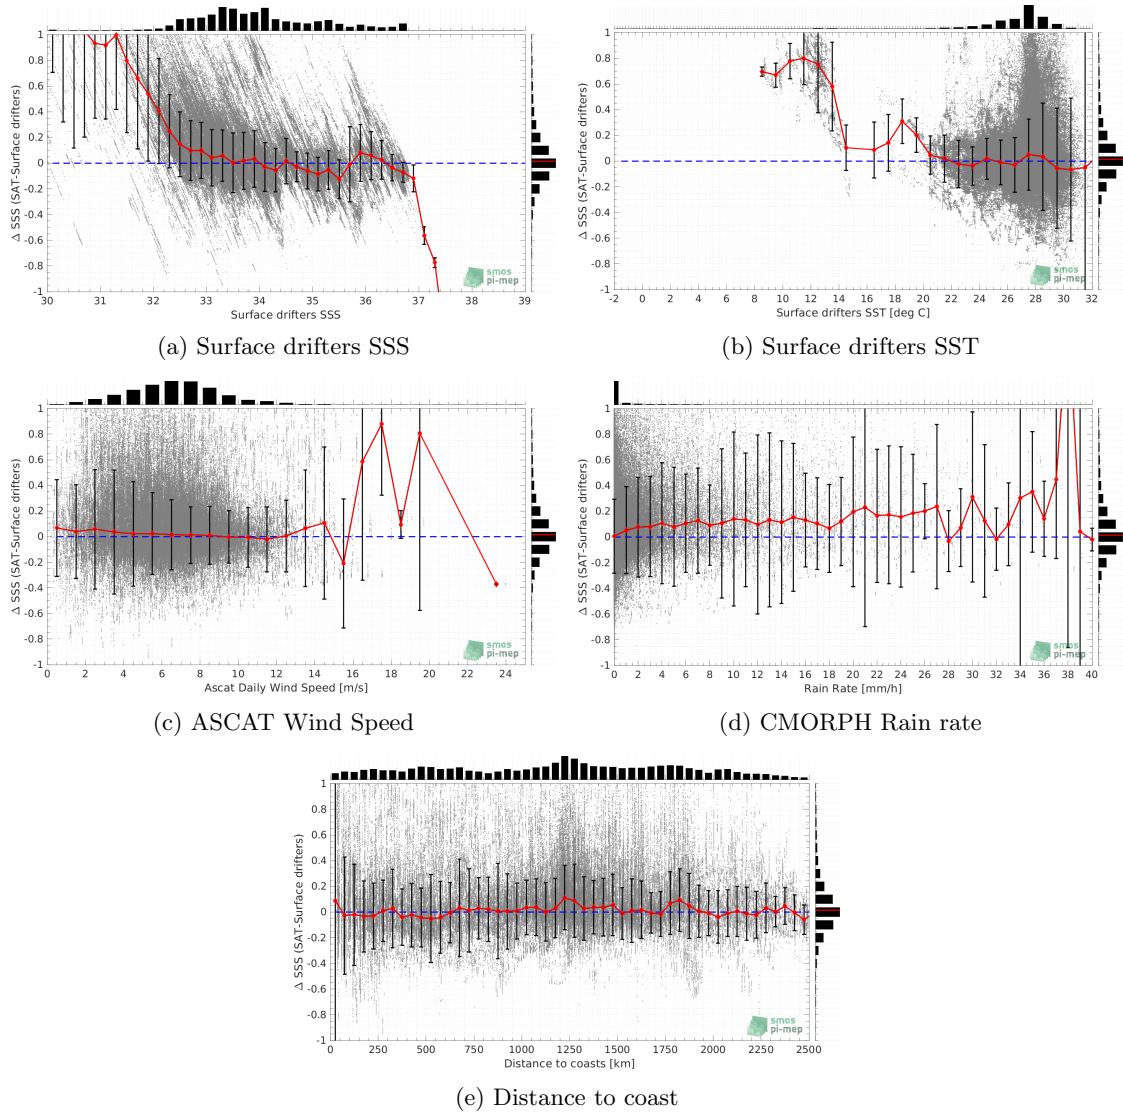 1
0.8
0.6
0.4
0.2
0
-0.2
-0.4
-0.6
-0.8
-1
Δ SSS (SAT-Surface drifters)
30 31 32 33 34 35 36 37 38 39
Surface drifters SSS
smos
pi-mep
(a) Surface drifters SSS
1
0.8
0.6
0.4
0.2
0
-0.2
-0.4
-0.6
-0.8
-1
Δ SSS (SAT-Surface drifters)
-2 0 2 4 6 8 10 12 14 16 18 20 22 24 26 28 30 32
Surface drifters SST [deg C]
smos
pi-mep
(b) Surface drifters SST
1
0.8
0.6
0.4
0.2
0
-0.2
-0.4
-0.6
-0.8
-1
Δ SSS (SAT-Surface drifters)
0 2 4 6 8 10 12 14 16 18 20 22 24
Ascat Daily Wind Speed [m/s]
smos
pi-mep
(c) ASCAT Wind Speed
1
0.8
0.6
0.4
0.2
0
-0.2
-0.4
-0.6
-0.8
-1
Δ SSS (SAT-Surface drifters)
0 2 4 6 8 10 12 14 16 18 20 22 24 26 28 30 32 34 36 38 40
Rain Rate [mm/h]
smos
pi-mep
(d) CMORPH Rain rate
1
0.8
0.6
0.4
0.2
0
-0.2
-0.4
-0.6
-0.8
-1
Δ SSS (SAT-Surface drifters)
0 250 500 750 1000 1250 1500 1750 2000 2250 2500
Distance to coasts [km]
smos
pi-mep
(e) Distance to coast